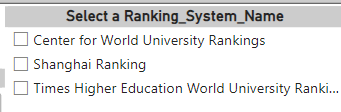 Select a Ranking_System_Name
Center for World University Rankings
Shanghai Ranking
Times Higher Education World University Ranki...